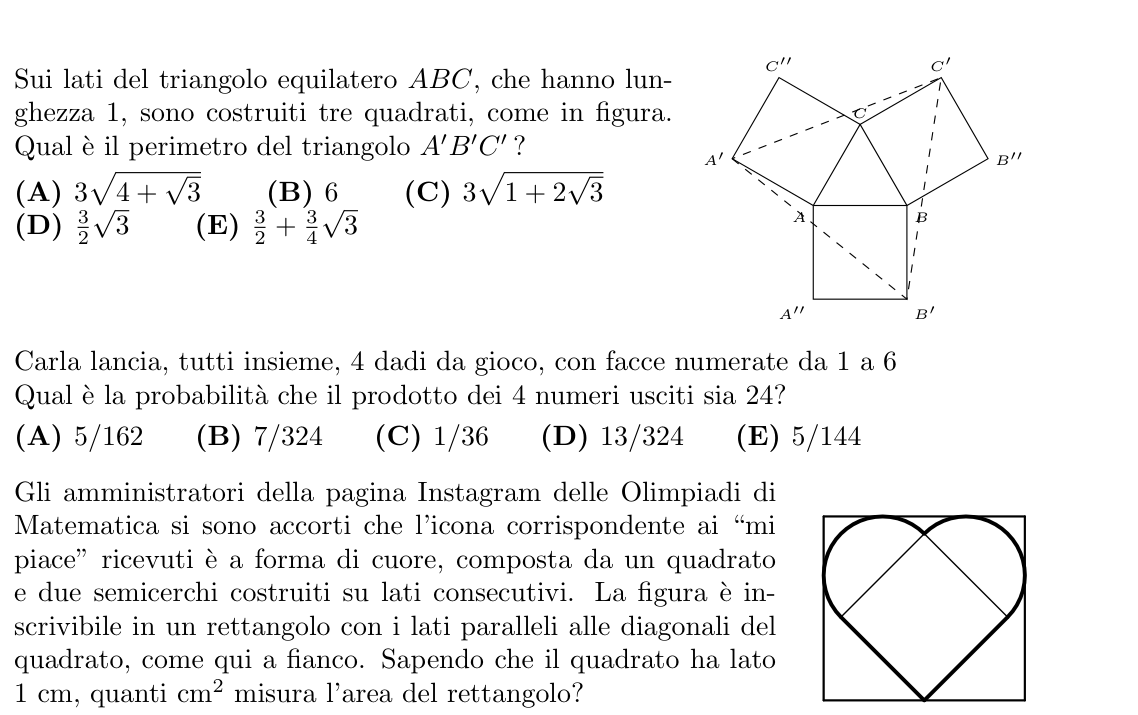 Sui lati del triangolo equilatero ABC, che hanno lun-
ghezza 1, sono costruiti tre quadrati, come in figura.
Qual è il perimetro del triangolo A′B′C′ ?
(A) 3√(4 + √3) (B) 6 (C) 3√(1 + 2√3)
(D) 3/2 √3 (E) 3/2 + 3/4 √3
C′′
C′
C
A′
B′′
A
B
A′′
B′
Carla lancia, tutti insieme, 4 dadi da gioco, con facce numerate da 1 a 6
Qual è la probabilità che il prodotto dei 4 numeri usciti sia 24?
(A) 5/162 (B) 7/324 (C) 1/36 (D) 13/324 (E) 5/144
Gli amministratori della pagina Instagram delle Olimpiadi di
Matematica si sono accorti che l'icona corrispondente ai “mi
piace” ricevuti è a forma di cuore, composta da un quadrato
e due semicerchi costruiti su lati consecutivi. La figura è in-
scrivibile in un rettangolo con i lati paralleli alle diagonali del
quadrato, come qui a fianco. Sapendo che il quadrato ha lato
1 cm, quanti cm² misura l'area del rettangolo?